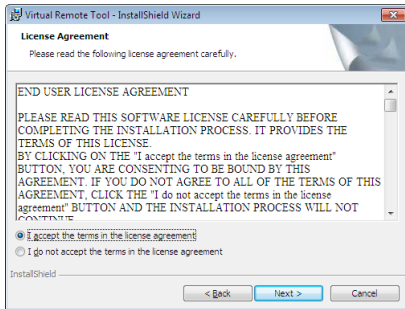 Virtual Remote Tool - InstallShield Wizard
License Agreement
Please read the following license agreement carefully.
END USER LICENSE AGREEMENT
PLEASE READ THIS SOFTWARE LICENSE CAREFULLY BEFORE
COMPLETING THE INSTALLATION PROCESS. IT PROVIDES THE
TERMS OF THIS LICENSE.
BY CLICKING ON THE "I accept the terms in the license agreement"
BUTTON, YOU ARE CONSENTING TO BE BOUND BY THIS
AGREEMENT. IF YOU DO NOT AGREE TO ALL OF THE TERMS OF THIS
AGREEMENT, CLICK THE "I do not accept the terms in the license
agreement" BUTTON AND THE INSTALLATION PROCESS WILL NOT
CONTINUE.
I accept the terms in the license agreement
I do not accept the terms in the license agreement
InstallShield
< Back
Next >
Cancel